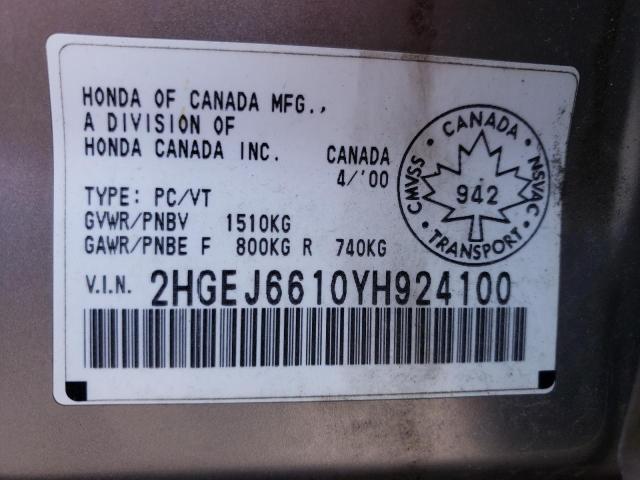 HONDA OF CANADA MFG.,
A DIVISION OF
HONDA CANADA INC. CANADA
4/'00
TYPE: PC/VT
GVWR/PNBV 1510KG
GAWR/PNBE F 800KG R 740KG
V.I.N. 2HGEJ6610YH924100
CANADA
CMVSS
NSVAC
942
TRANSPORT